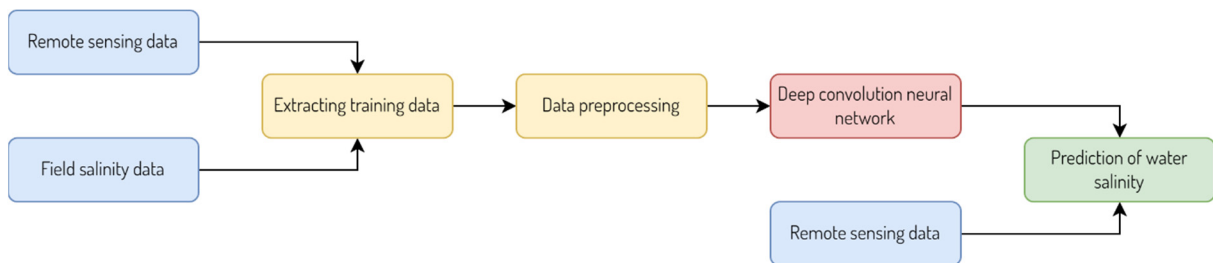 Remote sensing data
Field salinity data
Extracting training data
Data preprocessing
Deep convolution neural
network
Remote sensing data
Prediction of water
salinity